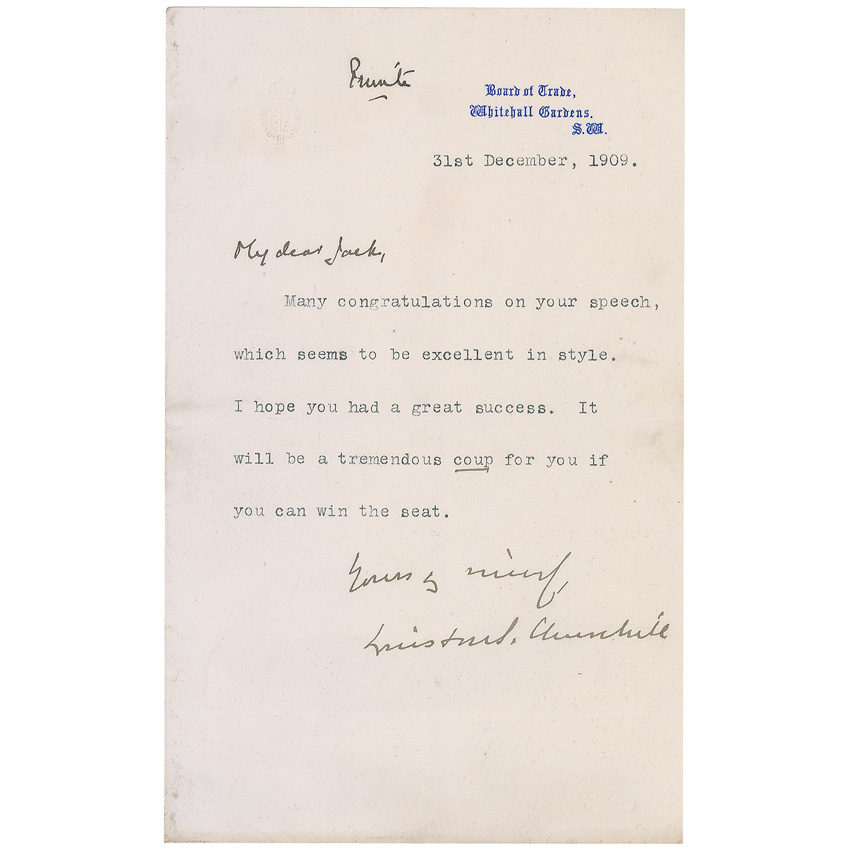 Private
Board of Trade,
Whitehall Gardens.
S.W.
31st December, 1909.
My dear Jack,
Many congratulations on your speech,
which seems to be excellent in style.
I hope you had a great success. It
will be a tremendous coup for you if
you can win the seat.
Yours
Winston S. Churchill